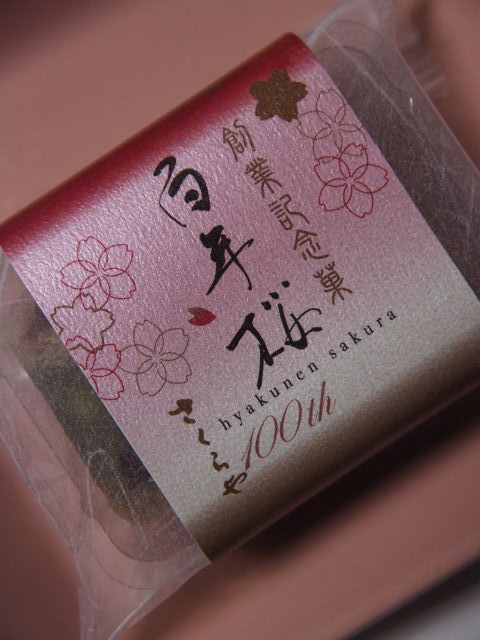 創業記念菓
百年桜
hyakunen sakura
100th
さくらや